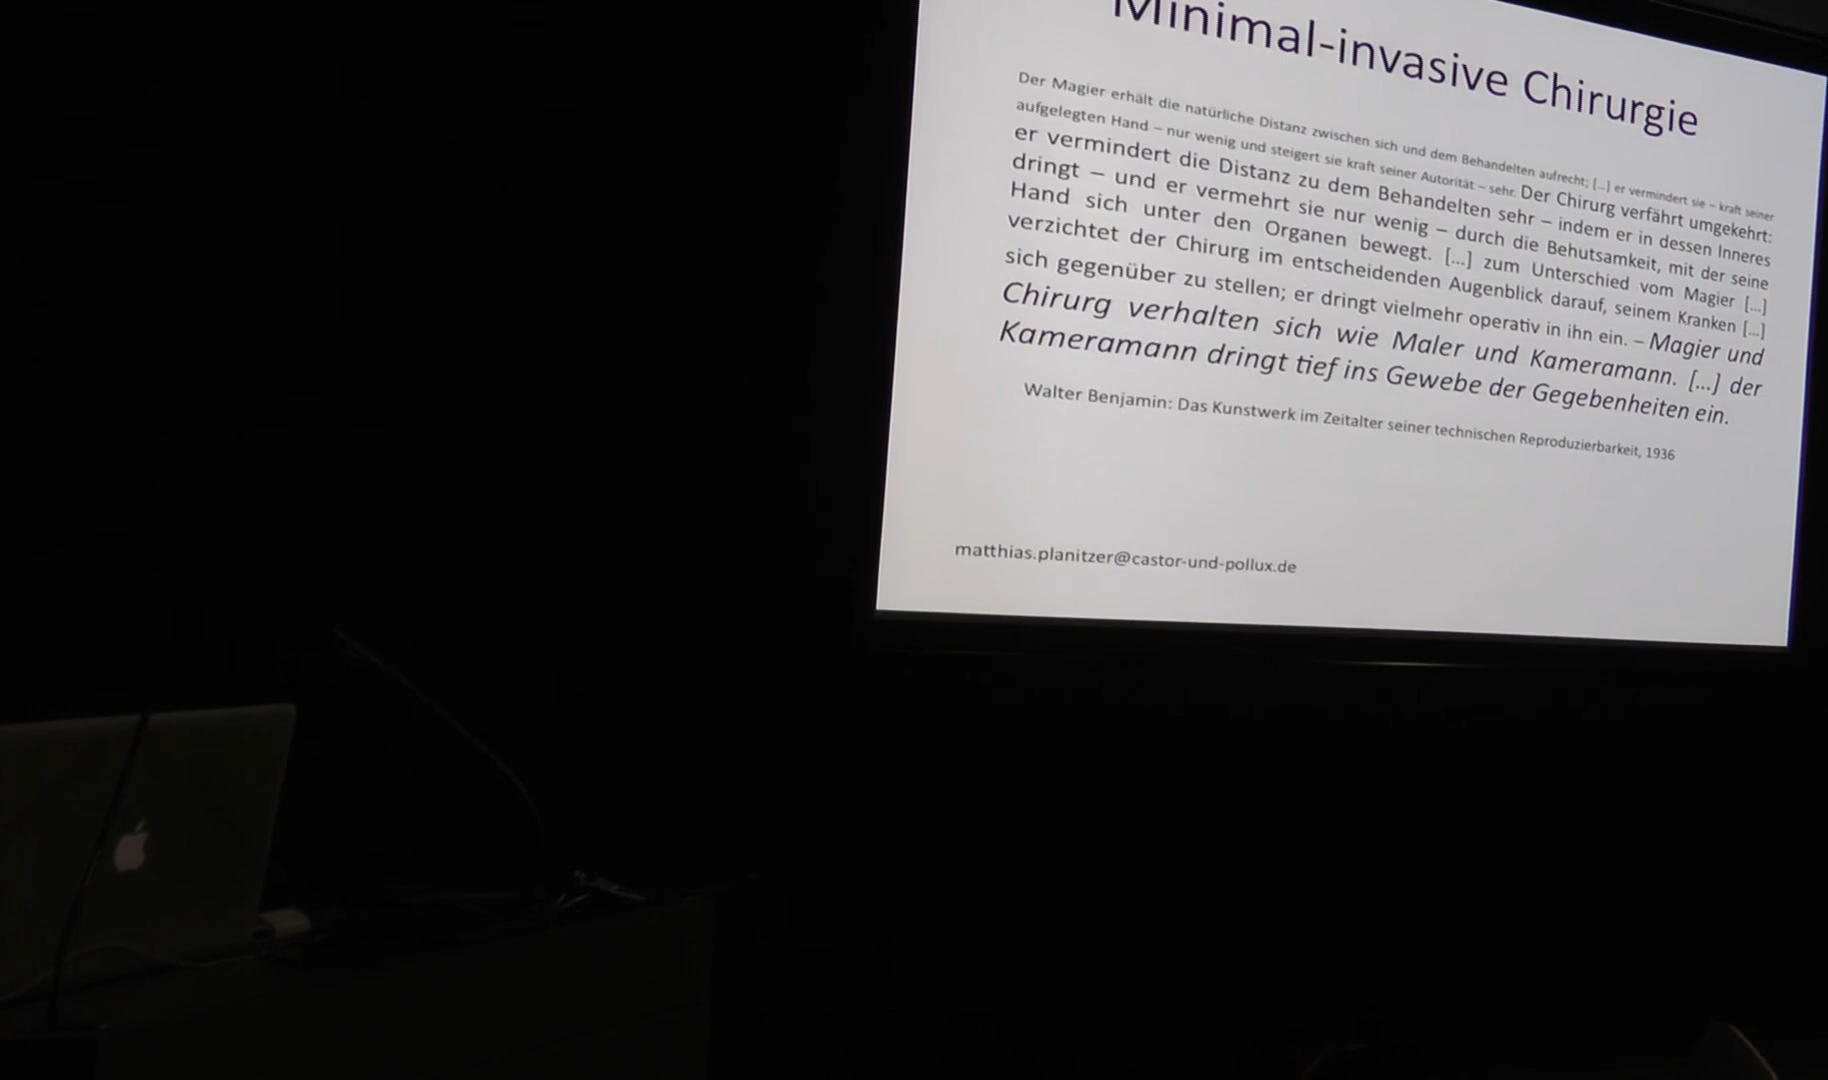 Minimal-invasive Chirurgie
Der Magier erhält die natürliche Distanz zwischen sich und dem Behandelten aufrecht; [...] er vermindert sie – kraft seiner
aufgelegten Hand – nur wenig und steigert sie kraft seiner Autorität – sehr. Der Chirurg verfährt umgekehrt:
er vermindert die Distanz zu dem Behandelten sehr – indem er in dessen Inneres
dringt – und er vermehrt sie nur wenig – durch die Behutsamkeit, mit der seine
Hand sich unter den Organen bewegt. [...] zum Unterschied vom Magier [...]
verzichtet der Chirurg im entscheidenden Augenblick darauf, seinem Kranken [...]
sich gegenüber zu stellen; er dringt vielmehr operativ in ihn ein. – Magier und
Chirurg verhalten sich wie Maler und Kameramann. [...] der
Kameramann dringt tief ins Gewebe der Gegebenheiten ein.
Walter Benjamin: Das Kunstwerk im Zeitalter seiner technischen Reproduzierbarkeit, 1936
matthias.planitzer@castor-und-pollux.de